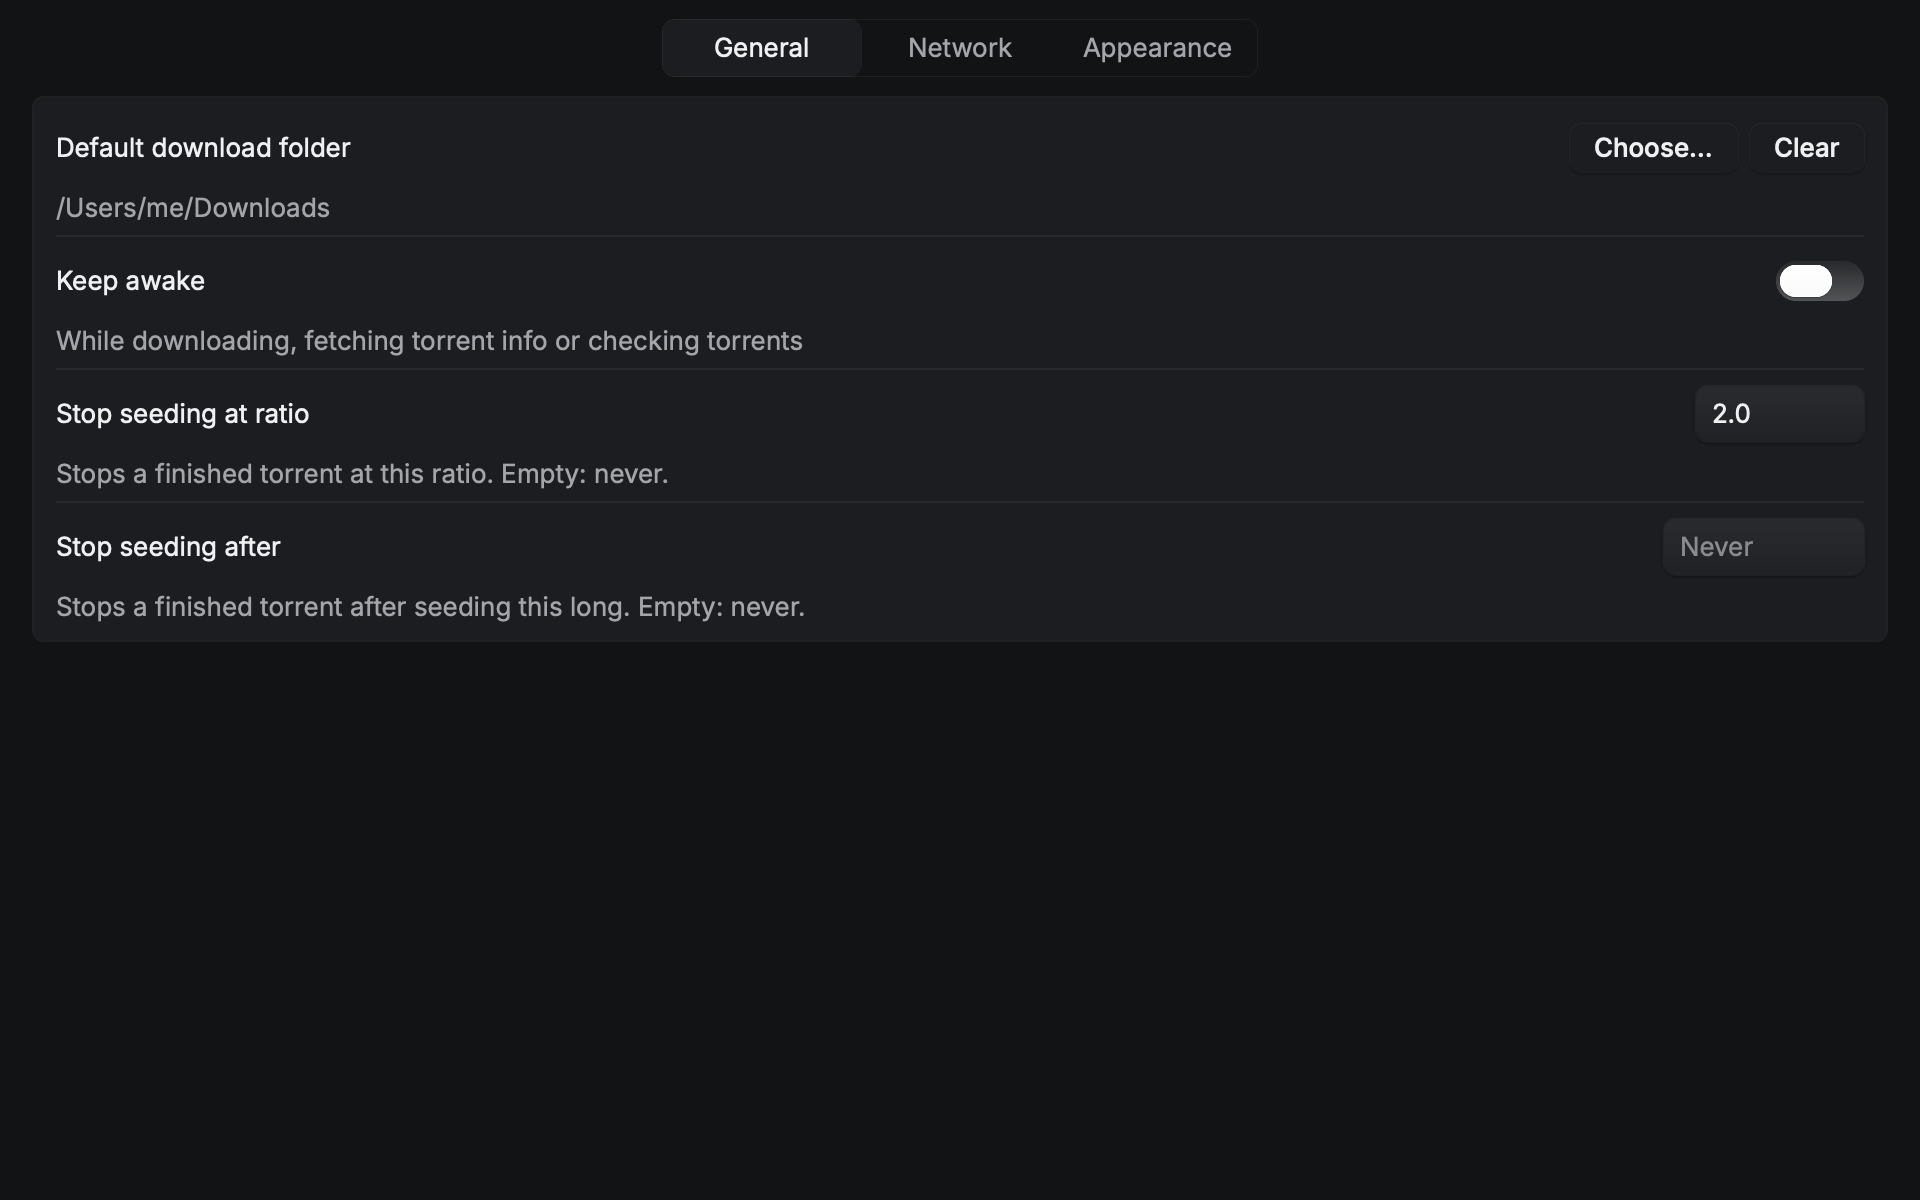 General Network Appearance
Default download folder Choose... Clear
/Users/me/Downloads
Keep awake
While downloading, fetching torrent info or checking torrents
Stop seeding at ratio 2.0
Stops a finished torrent at this ratio. Empty: never.
Stop seeding after Never
Stops a finished torrent after seeding this long. Empty: never.